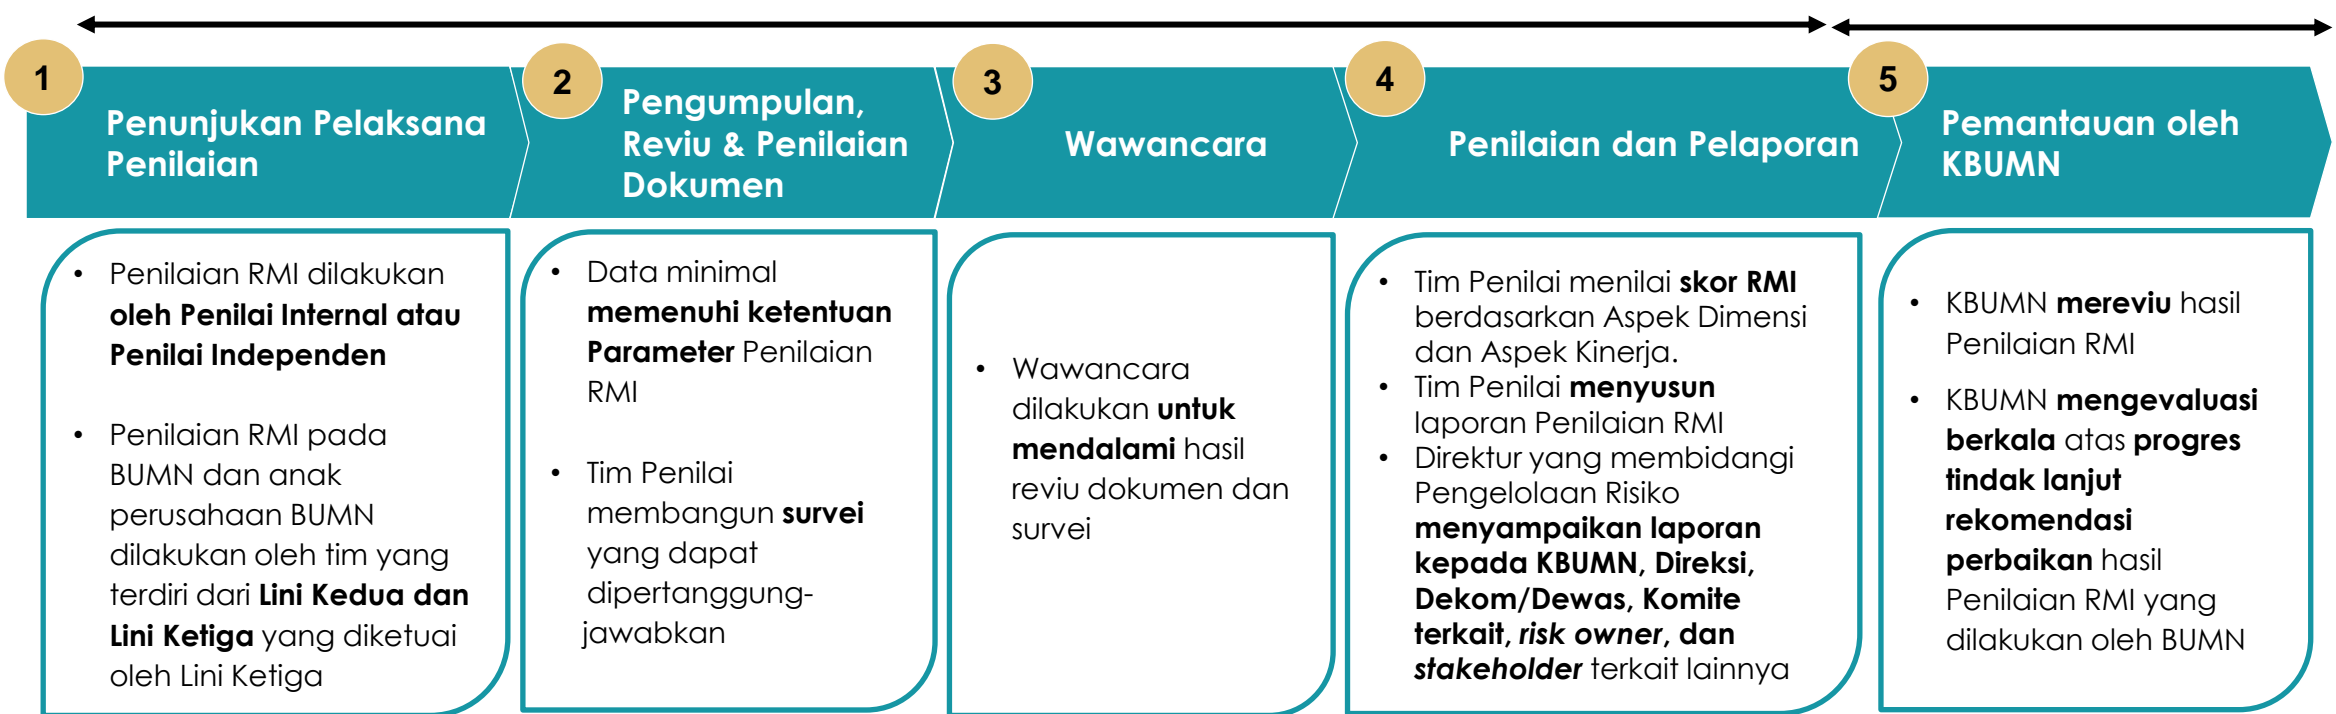 1
Penunjukan Pelaksana
Penilaian
• Penilaian RMI dilakukan
oleh Penilai Internal atau
Penilai Independen
• Penilaian RMI pada
BUMN dan anak
perusahaan BUMN
dilakukan oleh tim yang
terdiri dari Lini Kedua dan
Lini Ketiga yang diketuai
oleh Lini Ketiga
2
Pengumpulan,
Reviu & Penilaian
Dokumen
• Data minimal
memenuhi ketentuan
Parameter Penilaian
RMI
• Tim Penilai
membangun survei
yang dapat
dipertanggung-
jawabkan
3
Wawancara
• Wawancara
dilakukan untuk
mendalami hasil
reviu dokumen dan
survei
4
Penilaian dan Pelaporan
• Tim Penilai menilai skor RMI
berdasarkan Aspek Dimensi
dan Aspek Kinerja.
• Tim Penilai menyusun
laporan Penilaian RMI
• Direktur yang membidangi
Pengelolaan Risiko
menyampaikan laporan
kepada KBUMN, Direksi,
Dekom/Dewas, Komite
terkait, risk owner, dan
stakeholder terkait lainnya
5
Pemantauan oleh
KBUMN
• KBUMN mereviu hasil
Penilaian RMI
• KBUMN mengevaluasi
berkala atas progres
tindak lanjut
rekomendasi
perbaikan hasil
Penilaian RMI yang
dilakukan oleh BUMN